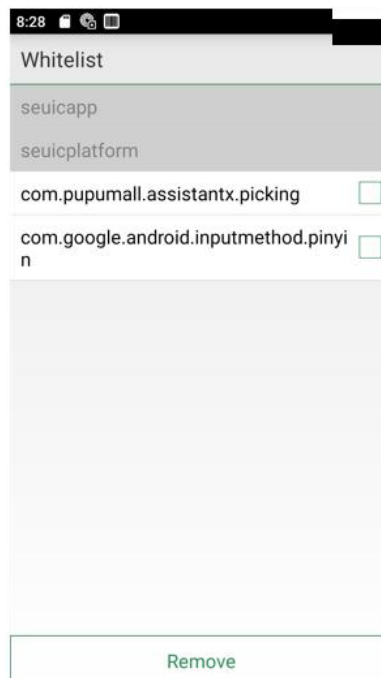 8:28
Whitelist
seuicapp
seuicplatform
com.pupumall.assistantx.picking
com.google.android.inputmethod.pinyi
n
Remove